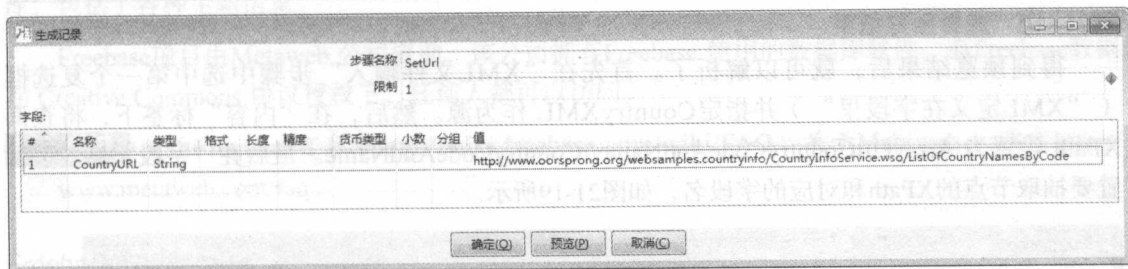 生成记录
步骤名称 SetUrl
限制 1
字段:
# 名称 类型 格式 长度 精度 货币类型 小数 分组 值
1 CountryURL String http://www.oorsprong.org/websamples.countryinfo/CountryInfoService.wso/ListOfCountryNamesByCode
确定(O) 预览(P) 取消(C)